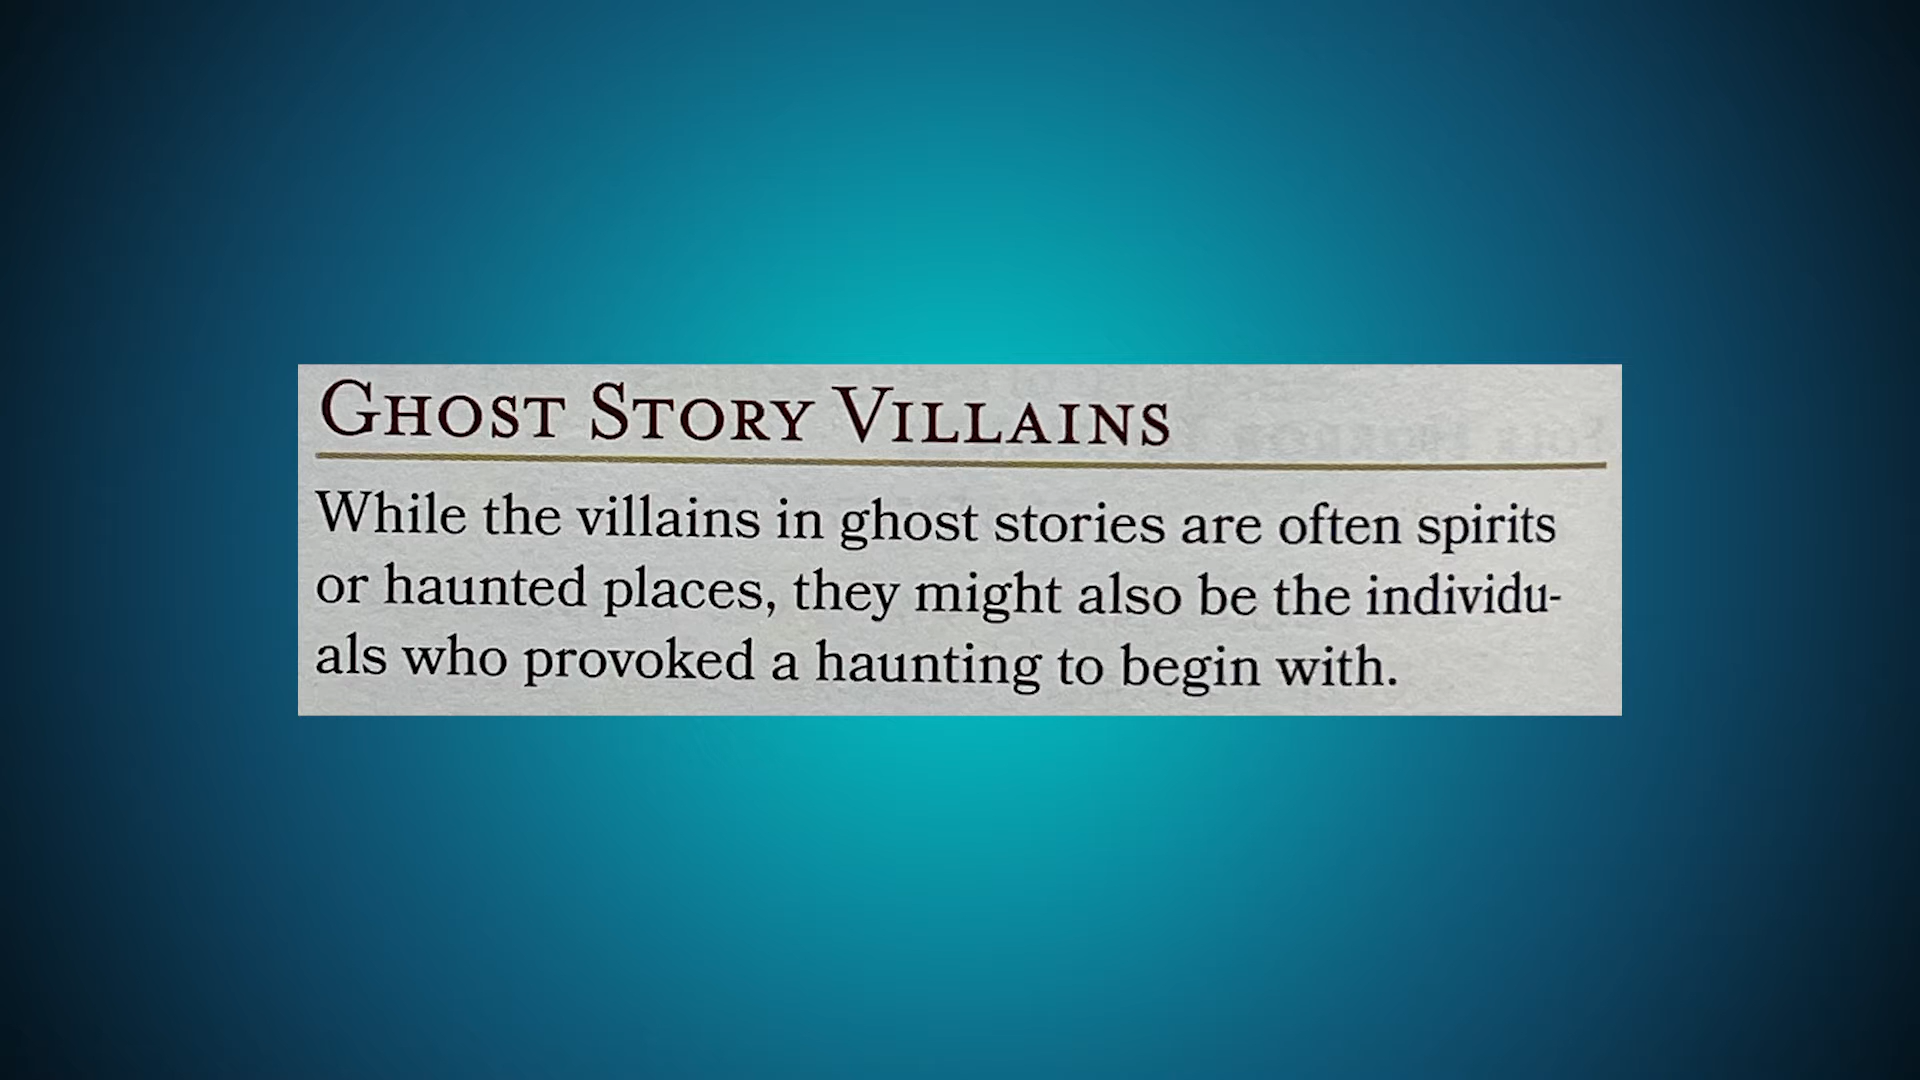 Ghost Story Villains
While the villains in ghost stories are often spirits
or haunted places, they might also be the individu-
als who provoked a haunting to begin with.